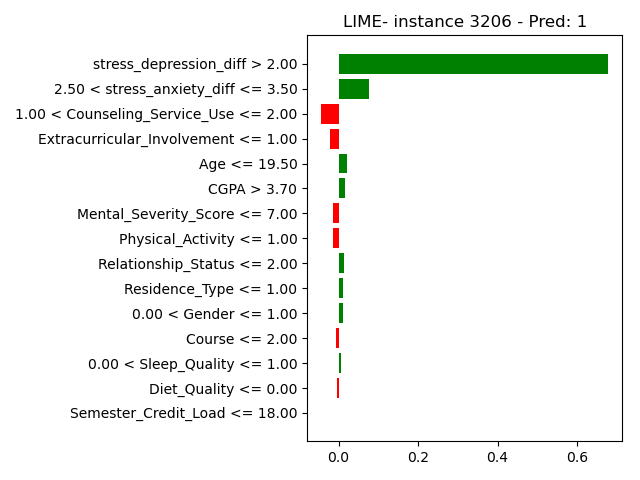 LIME- instance 3206 - Pred: 1
stress_depression_diff > 2.00
2.50 < stress_anxiety_diff <= 3.50
1.00 < Counseling_Service_Use <= 2.00
Extracurricular_Involvement <= 1.00
Age <= 19.50
CGPA > 3.70
Mental_Severity_Score <= 7.00
Physical_Activity <= 1.00
Relationship_Status <= 2.00
Residence_Type <= 1.00
0.00 < Gender <= 1.00
Course <= 2.00
0.00 < Sleep_Quality <= 1.00
Diet_Quality <= 0.00
Semester_Credit_Load <= 18.00
0.0 0.2 0.4 0.6